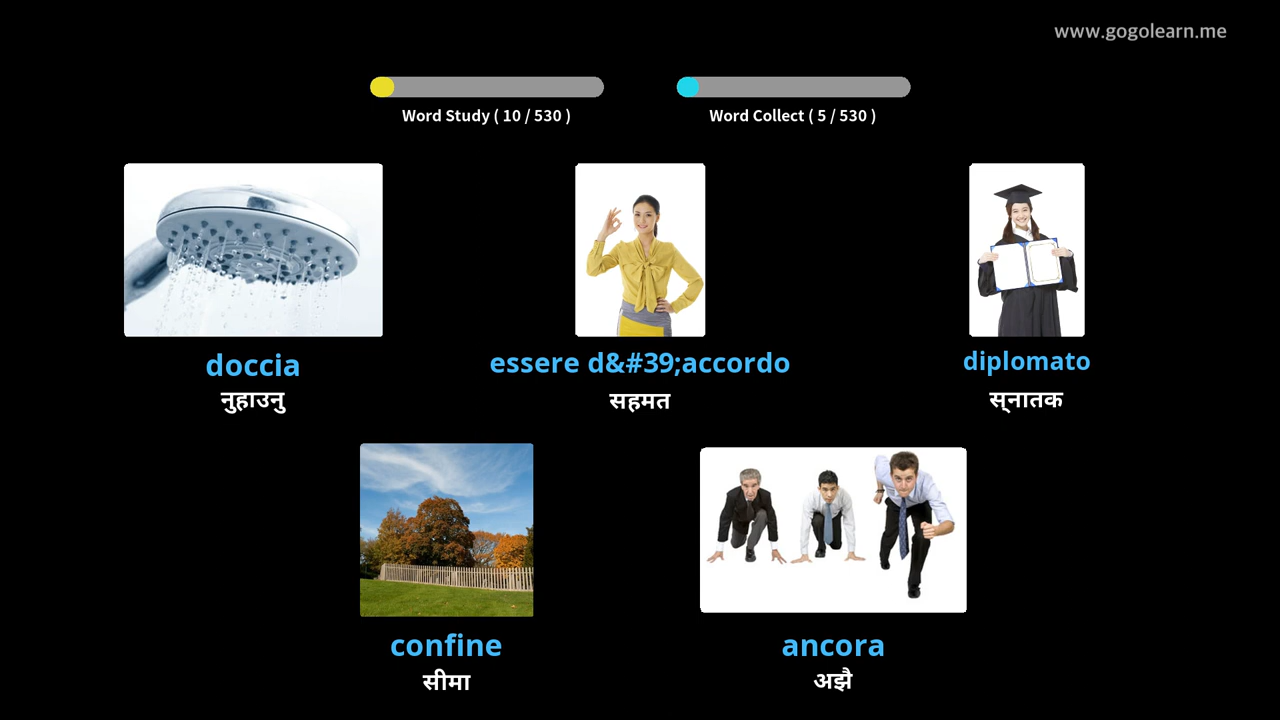 www.gogolearn.me
Word Study ( 10 / 530 )
Word Collect ( 5 / 530 )
doccia
नुहाउनु
essere d&#39;accordo
सहमत
diplomato
स्नातक
confine
सीमा
ancora
अझै